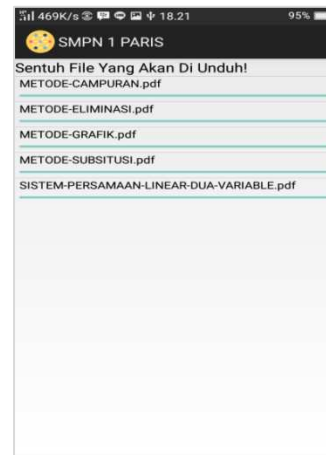 469K/s 18.21 95%
SMPN 1 PARIS
Sentuh File Yang Akan Di Unduh!
METODE-CAMPURAN.pdf
METODE-ELIMINASI.pdf
METODE-GRAFIK.pdf
METODE-SUBSITUSI.pdf
SISTEM-PERSAMAAN-LINEAR-DUA-VARIABLE.pdf